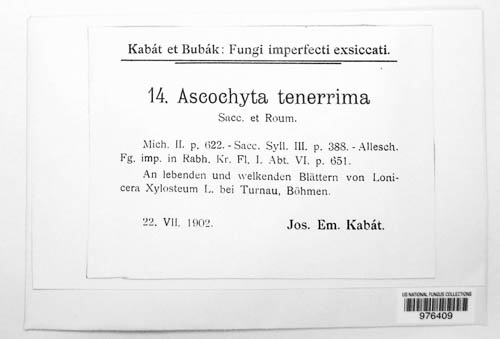 Kabát et Bubák: Fungi imperfecti exsiccati.
14. Ascochyta tenerrima
Sacc. et Roum.
Mich. II. p. 622. - Sacc. Syll. III. p. 388. - Allesch.
Fg. imp. in Rabh. Kr. Fl. I. Abt. VI. p. 651.
An lebenden und welkenden Blättern von Loni-
cera Xylosteum L. bei Turnau, Böhmen.
22. VII. 1902. Jos. Em. Kabát.
US NATIONAL FUNGUS COLLECTIONS
976409